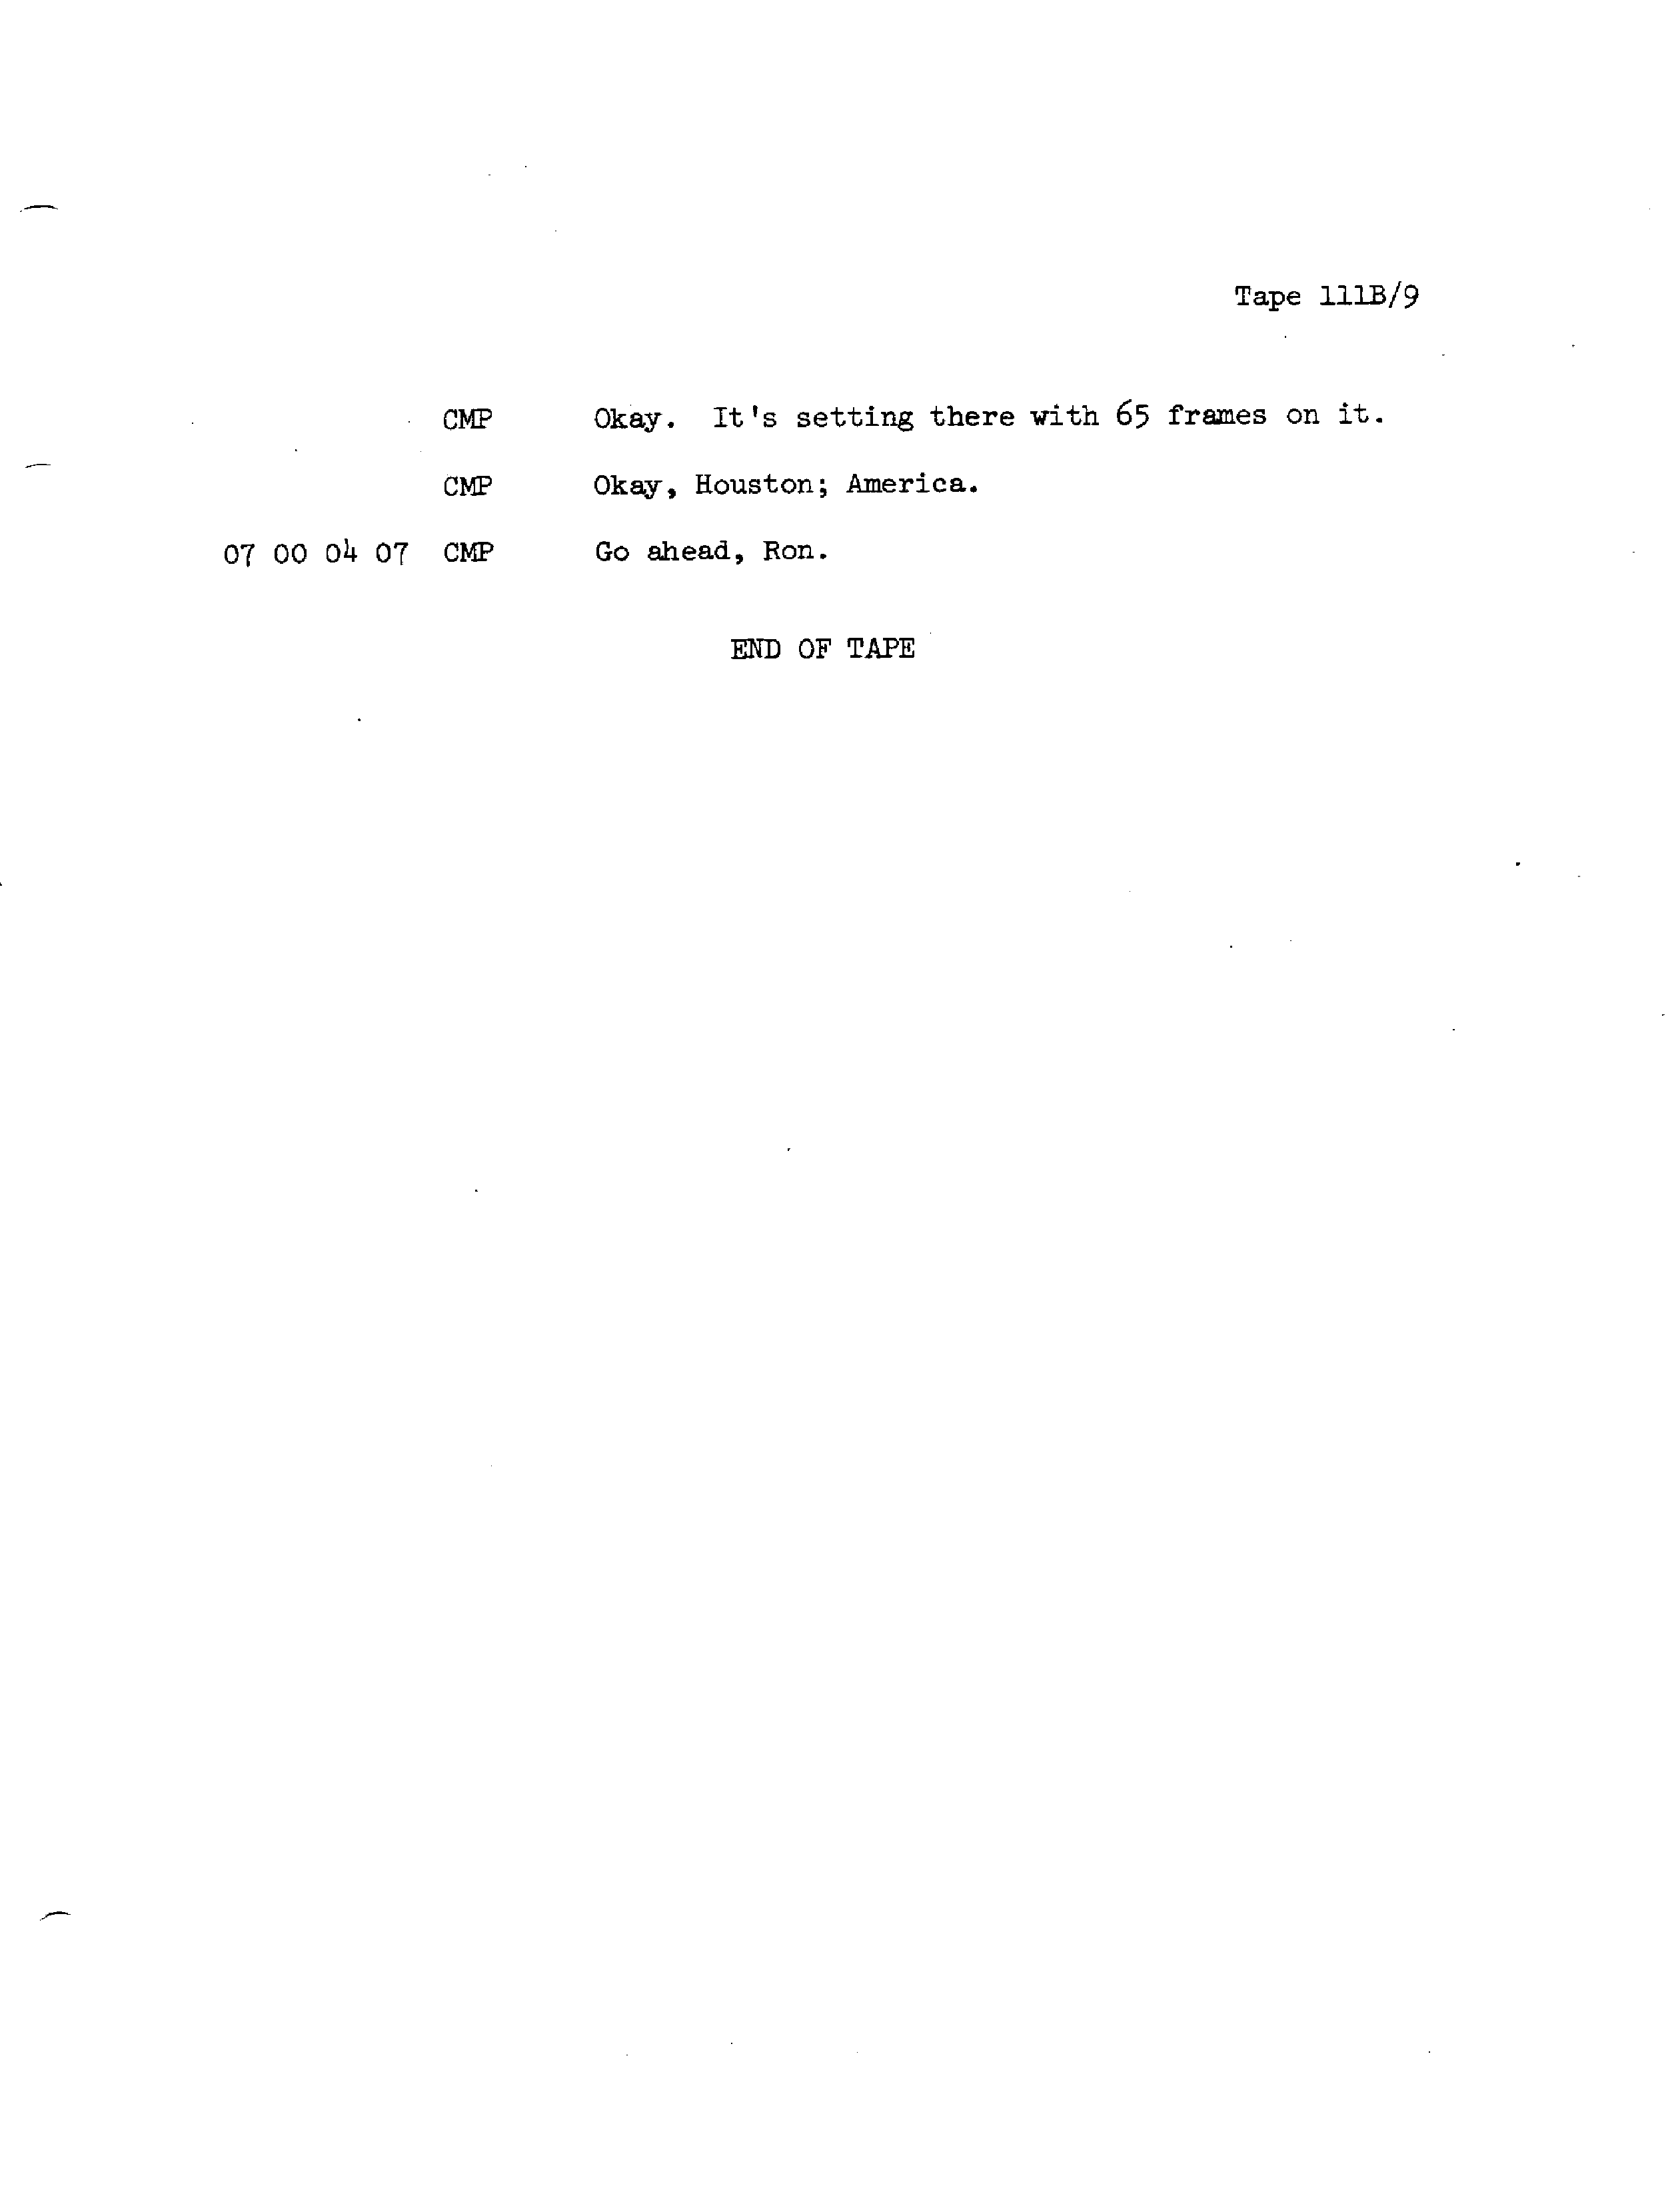 Tape 111B/9
CMP Okay. It's setting there with 65 frames on it.
CMP Okay, Houston; America.
07 00 04 07 CMP Go ahead, Ron.
END OF TAPE